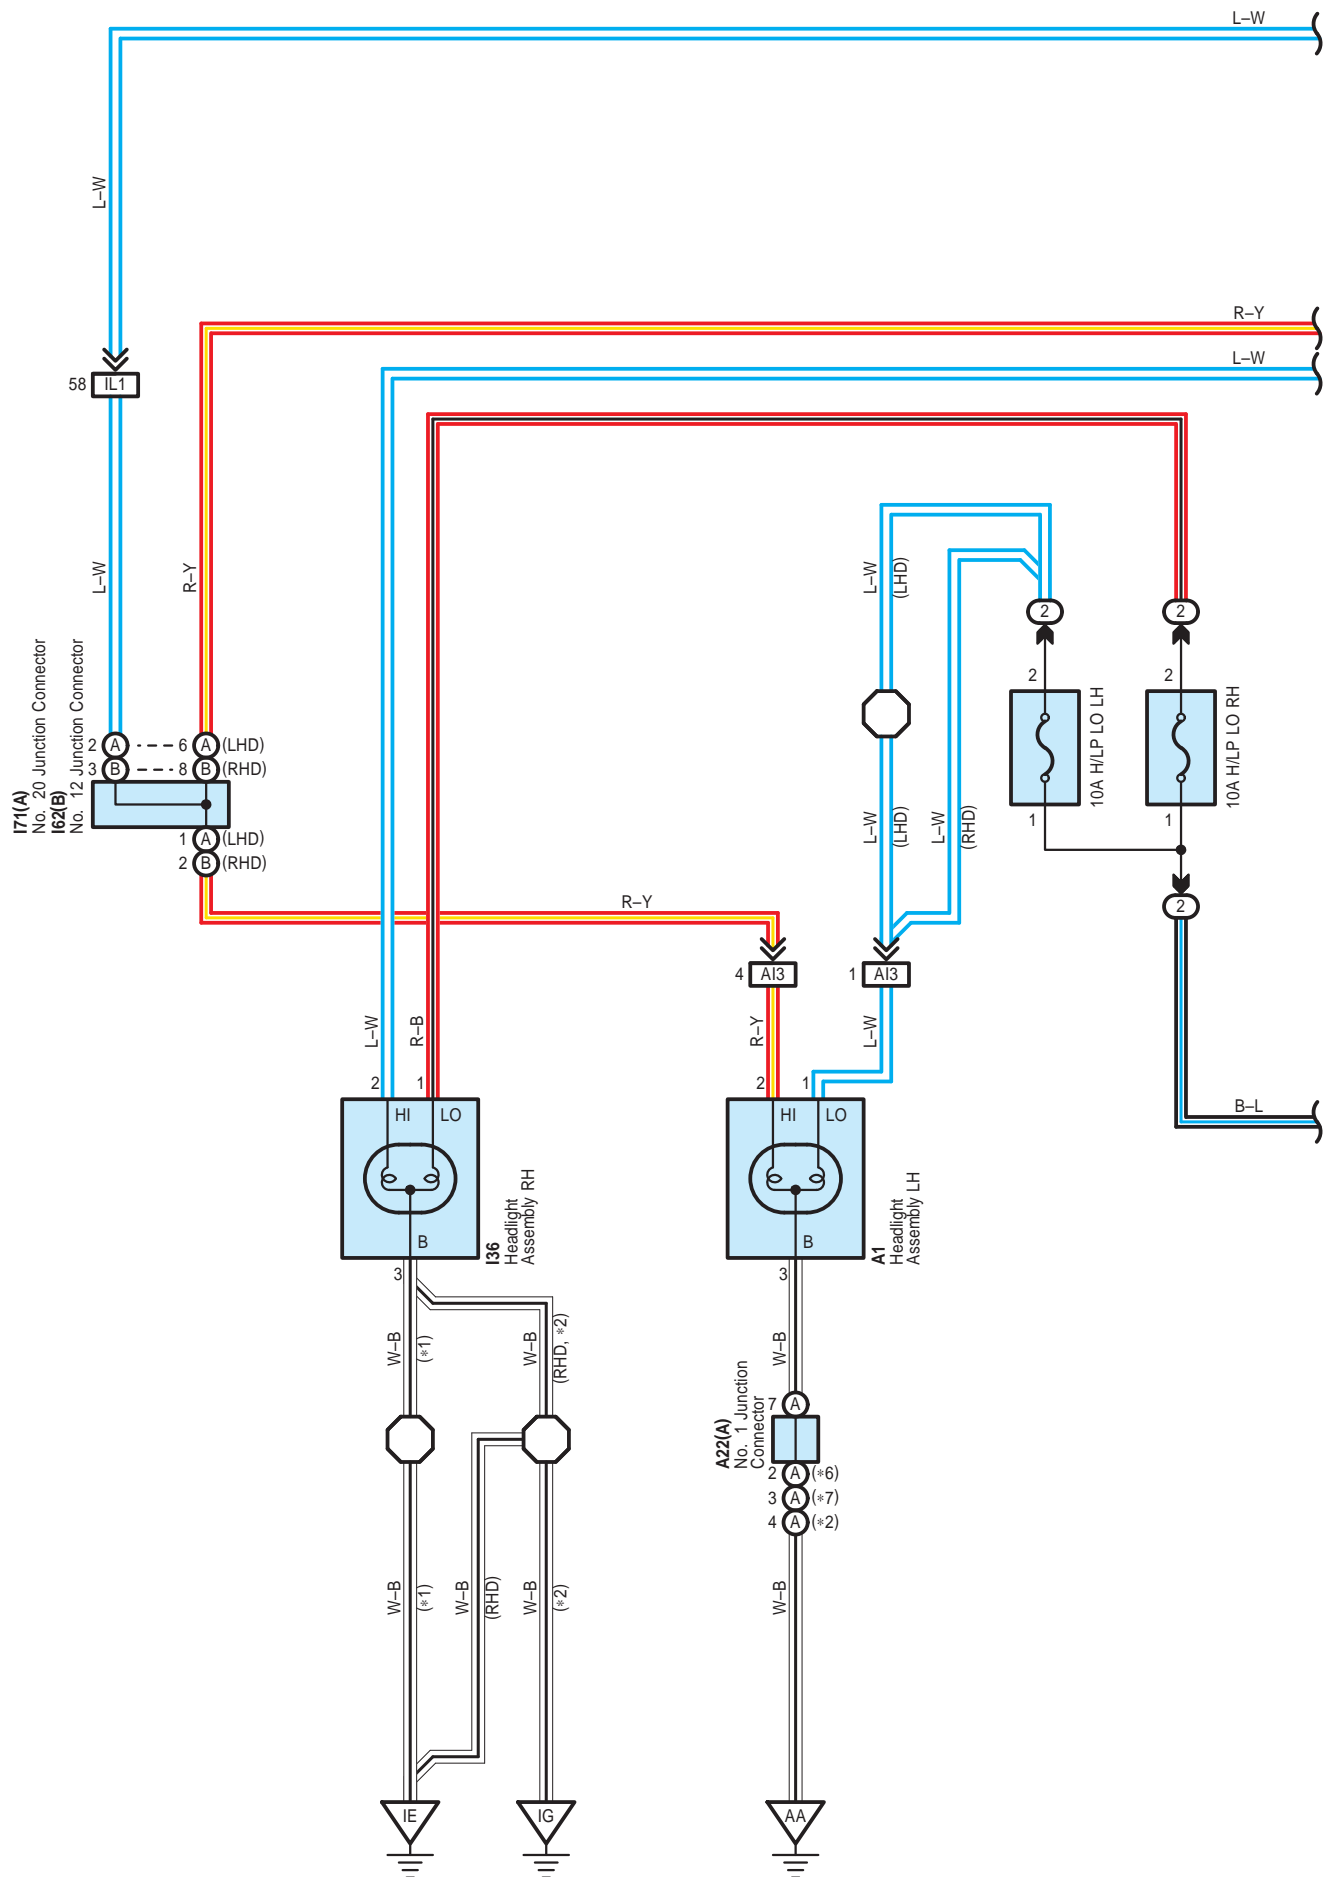 L–W
L–W
R–Y
L–W
58 IL1
L–W
R–Y
L–W
(LHD)
2
2
2
2
10A H/LP LO LH
10A H/LP LO RH
1
1
I71(A)
No. 20 Junction Connector
I62(B)
No. 12 Junction Connector
2 A 6 A (LHD)
3 B 8 B (RHD)
1 A (LHD)
2 B (RHD)
L–W
(LHD)
L–W
(RHD)
R–Y
2
4 AI3
1 AI3
L–W
R–B
R–Y
L–W
2 1
2 1
HI LO
HI LO
B–L
B
B
I36
Headlight
Assembly RH
A1
Headlight
Assembly LH
3
3
W–B
(*1)
W–B
(RHD, *2)
W–B
A22(A)
No. 1 Junction
Connector
7 A
2 A (*6)
3 A (*7)
4 A (*2)
W–B
(*1)
W–B
(RHD)
W–B
(*2)
W–B
IE
IG
AA